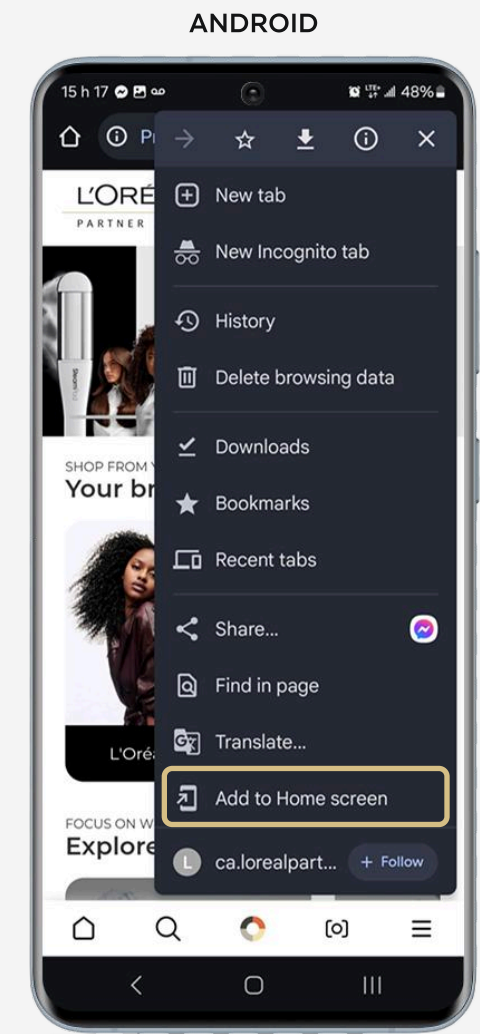 ANDROID
15 h 17
LTE+
48%
New tab
L'ORÉ
PARTNER
New Incognito tab
History
Delete browsing data
SteamPod
Downloads
SHOP FROM
Your br
Bookmarks
Recent tabs
Share...
Find in page
Translate...
L'Oré
Add to Home screen
FOCUS ON W
Explore
L
ca.lorealpart...
+ Follow